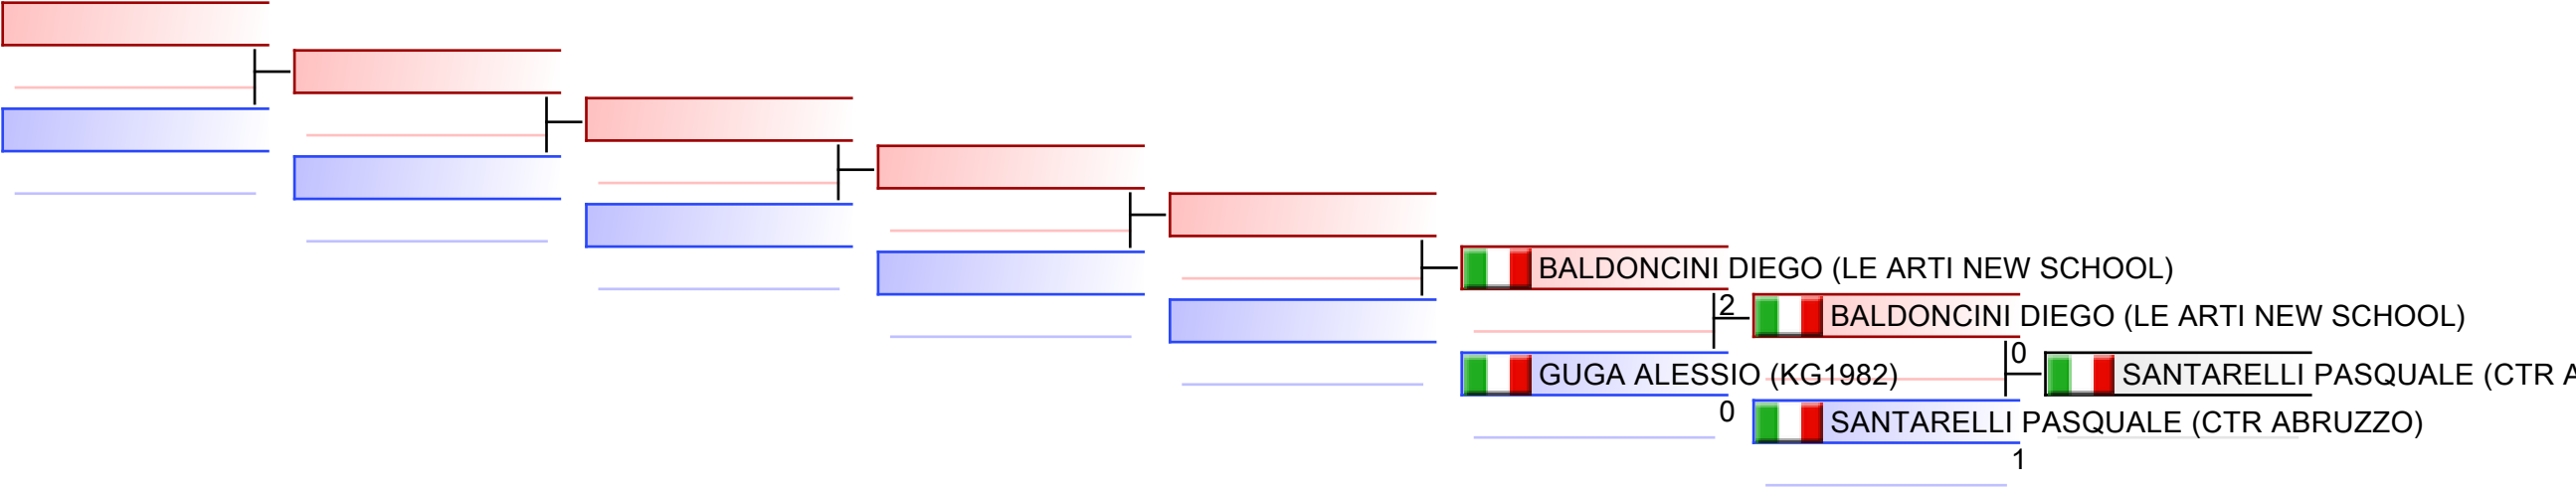 BALDONCINI DIEGO (LE ARTI NEW SCHOOL)
2
BALDONCINI DIEGO (LE ARTI NEW SCHOOL)
0
GUGA ALESSIO (KG1982)
SANTARELLI PASQUALE (CTR A
0
SANTARELLI PASQUALE (CTR ABRUZZO)
1